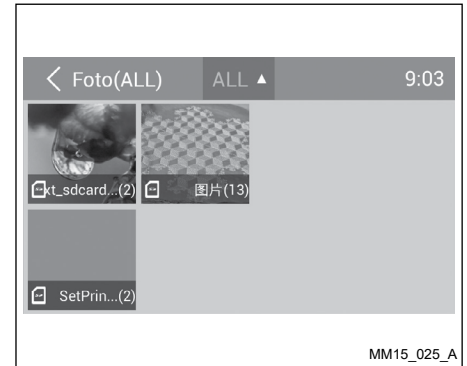 Foto(ALL) ALL ▲ 9:03
xt_sdcard...(2) 图片(13)
SetPrin...(2)
MM15_025_A